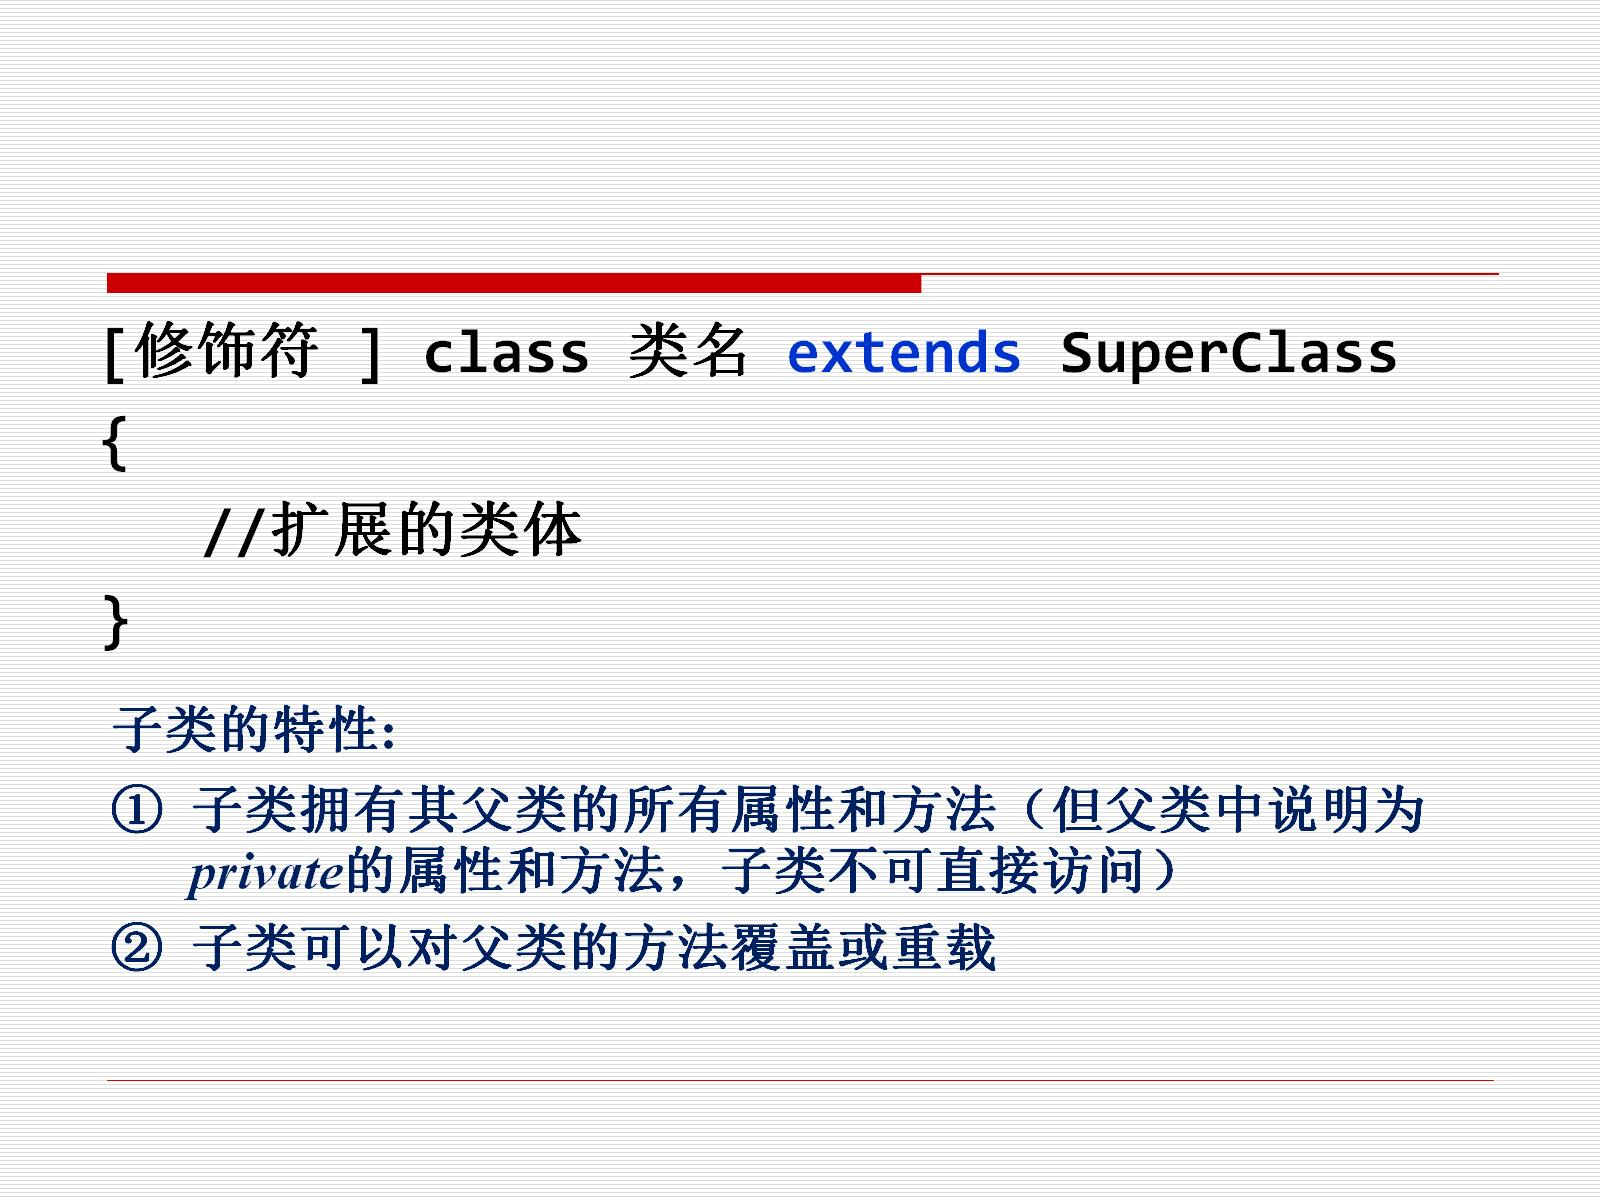 [修饰符 ] class 类名 extends SuperClass
{
//扩展的类体
}
子类的特性:
① 子类拥有其父类的所有属性和方法（但父类中说明为
private的属性和方法，子类不可直接访问）
② 子类可以对父类的方法覆盖或重载